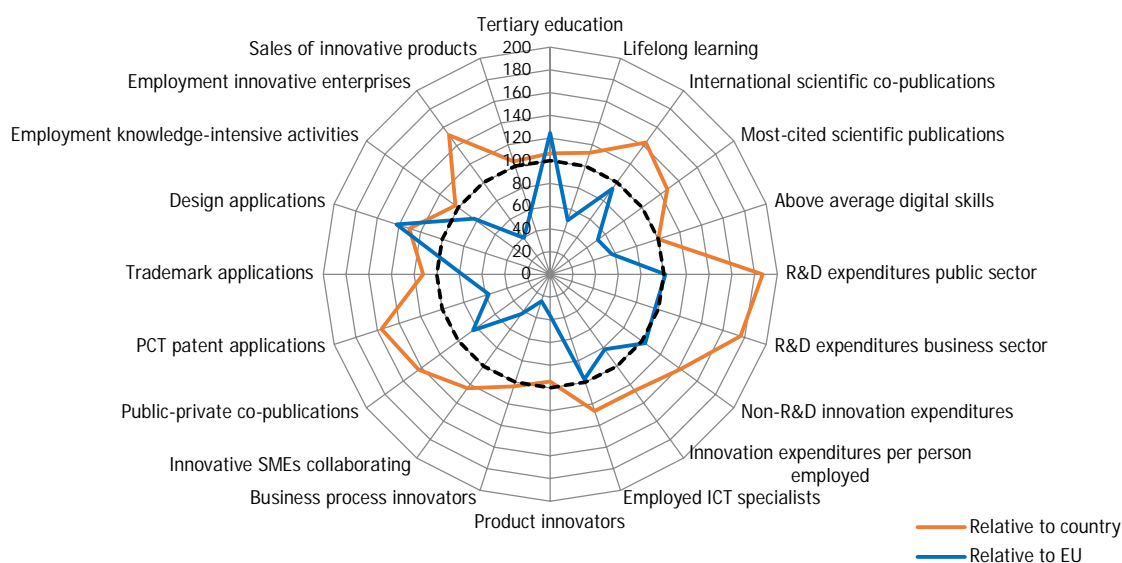 Tertiary education
Sales of innovative products
Lifelong learning
Employment innovative enterprises
International scientific co-publications
Employment knowledge-intensive activities
Most-cited scientific publications
Design applications
Above average digital skills
Trademark applications
R&D expenditures public sector
PCT patent applications
R&D expenditures business sector
Public-private co-publications
Non-R&D innovation expenditures
Innovative SMEs collaborating
Innovation expenditures per person
employed
Business process innovators
Employed ICT specialists
Product innovators
200
180
160
140
120
100
80
60
40
20
0
Relative to country
Relative to EU